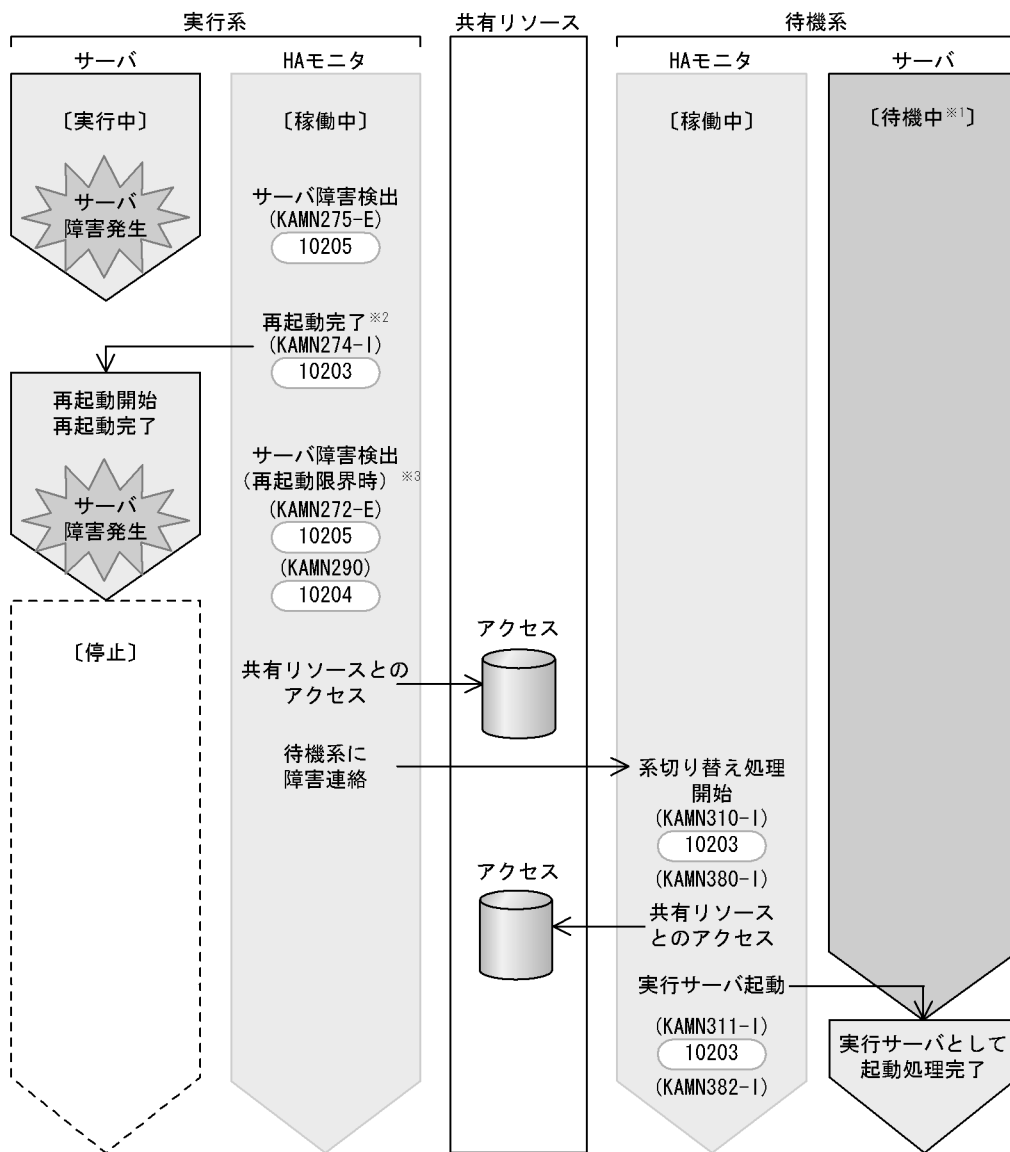 実行系
共有リソース
待機系
サーバ
HAモニタ
HAモニタ
サーバ
〔実行中〕
〔稼働中〕
〔稼働中〕
〔待機中※1〕
サーバ
障害発生
サーバ障害検出
(KAMN275-E)
10205
再起動完了※2
(KAMN274-I)
10203
再起動開始
再起動完了
サーバ
障害発生
サーバ障害検出
(再起動限界時) ※3
(KAMN272-E)
10205
(KAMN290)
10204
〔停止〕
共有リソースとの
アクセス
アクセス
待機系に
障害連絡
系切り替え処理
開始
(KAMN310-I)
10203
(KAMN380-I)
アクセス
共有リソース
とのアクセス
実行サーバ起動
(KAMN311-I)
10203
(KAMN382-I)
実行サーバとして
起動処理完了